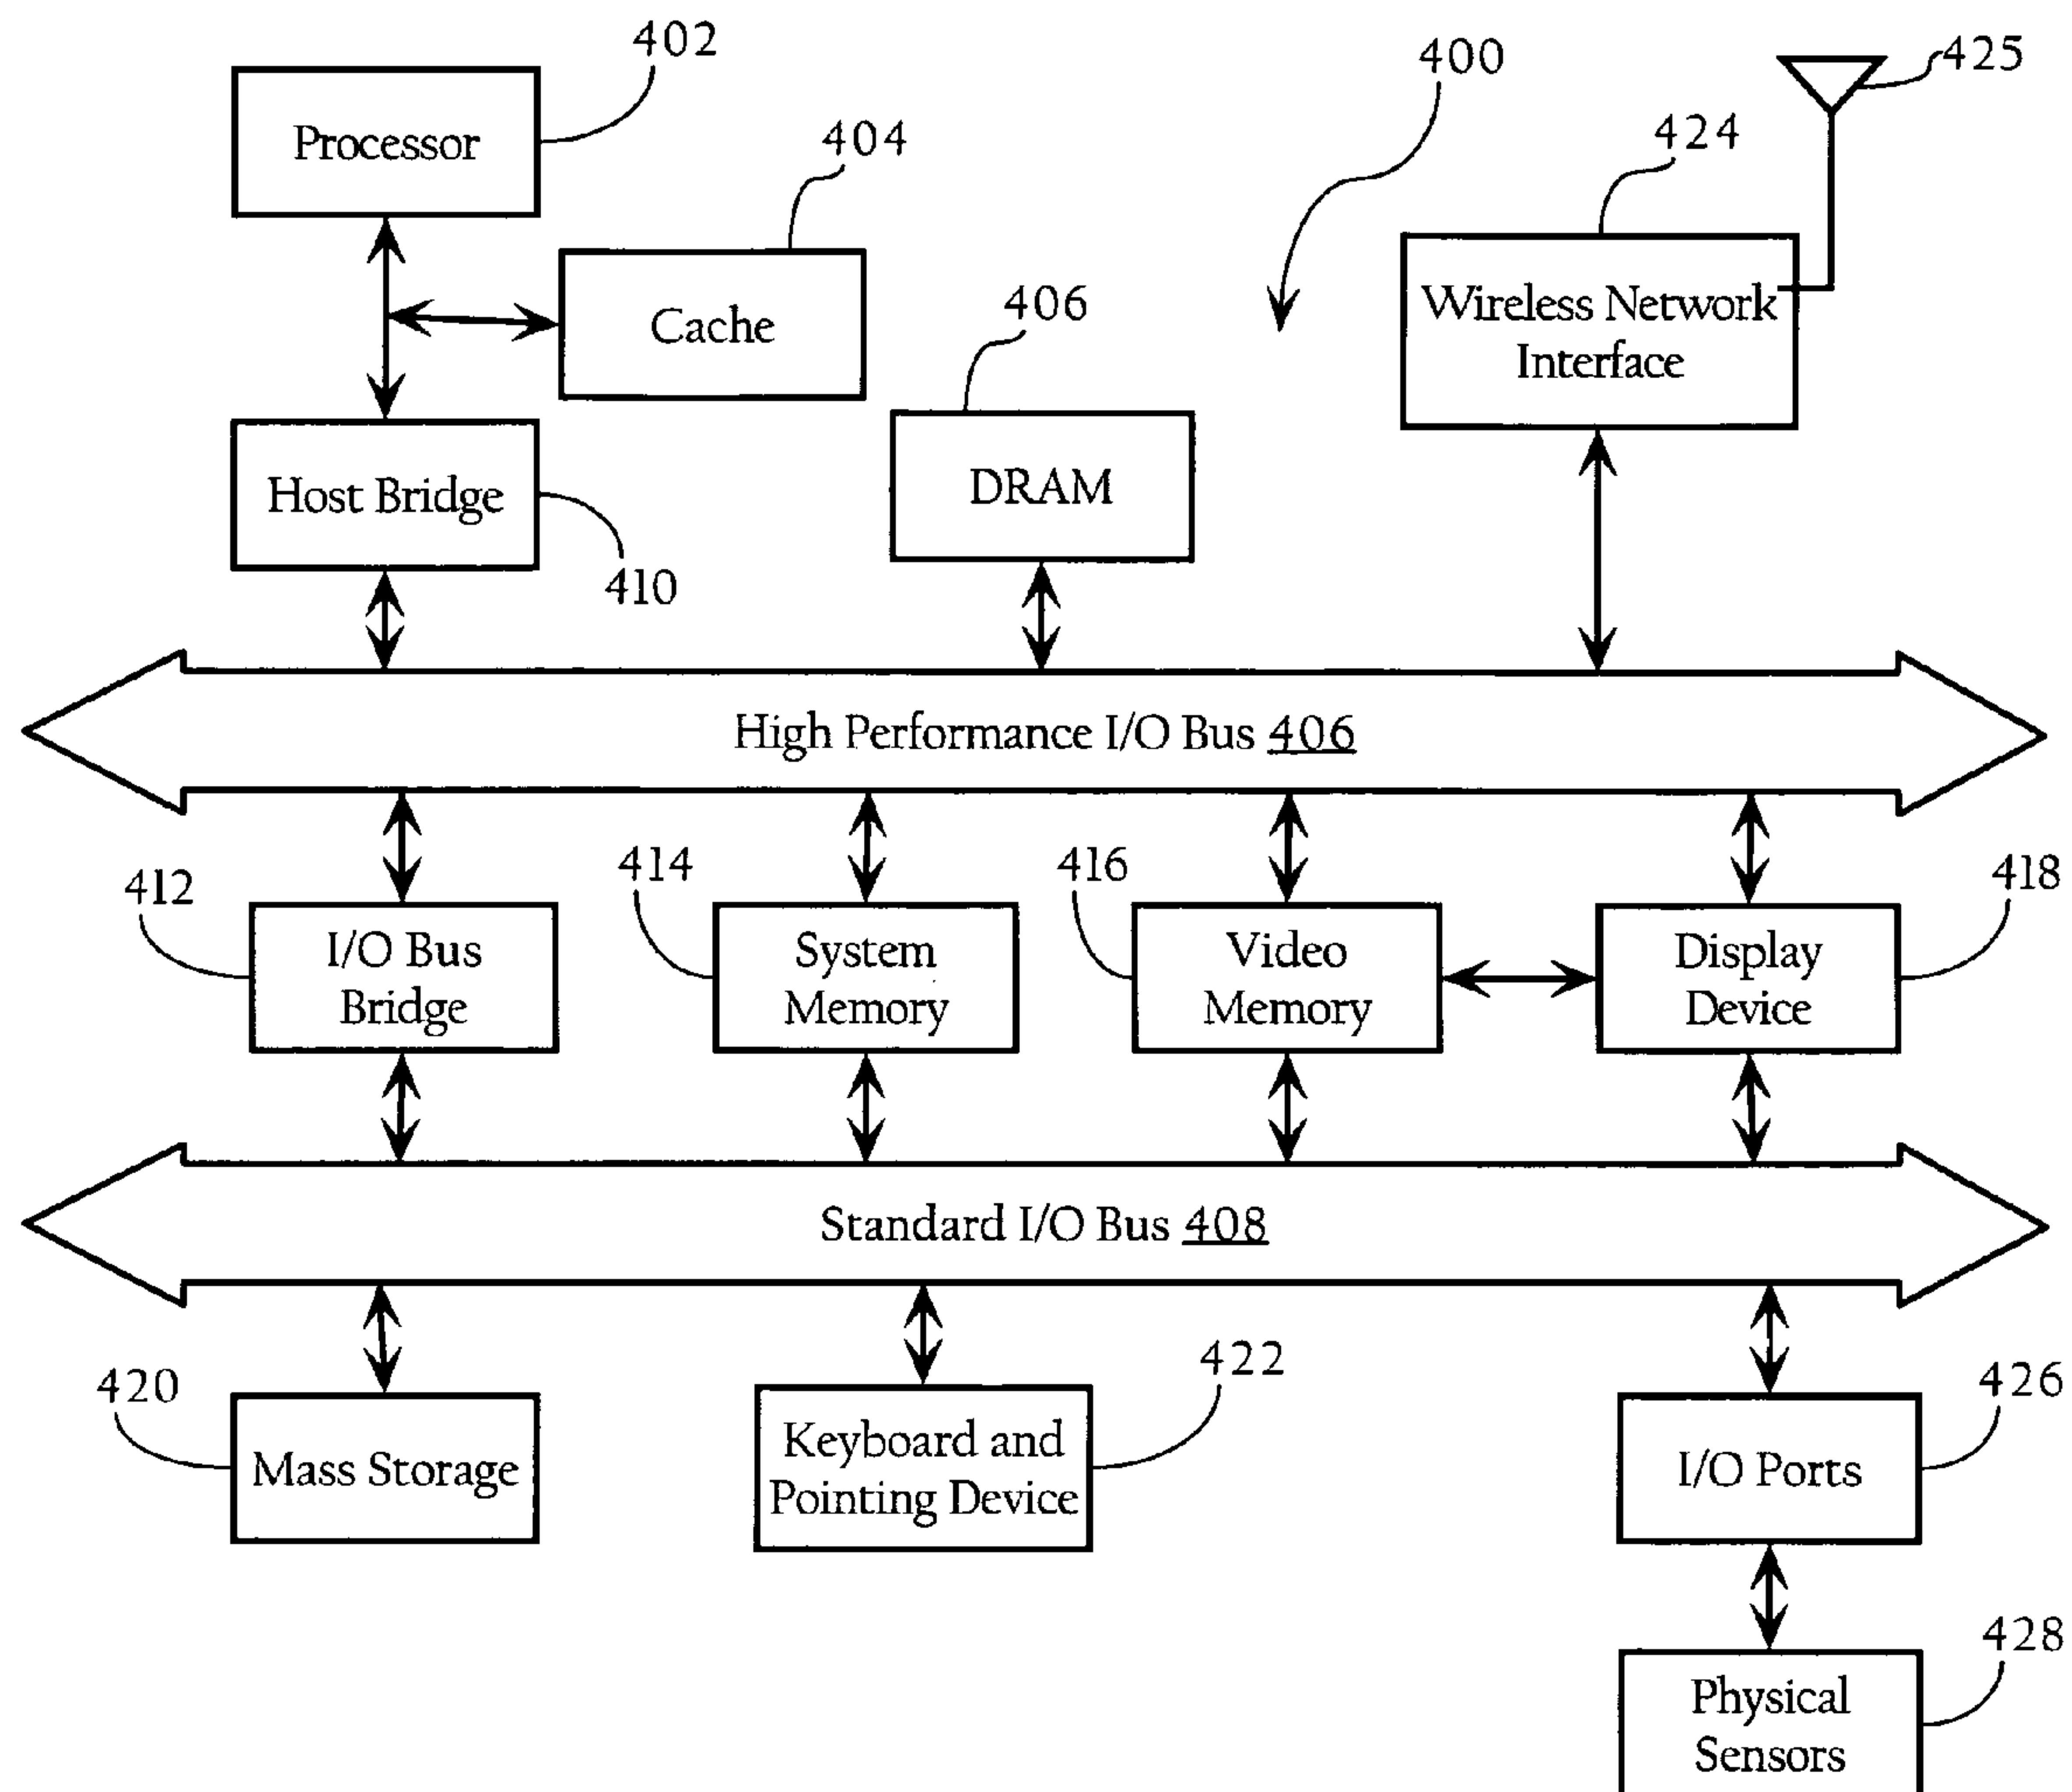 402
400
425
Processor
404
424
Cache
406
Wireless Network
Interface
Host Bridge
DRAM
410
High Performance I/O Bus 406
412
414
416
418
I/O Bus
Bridge
System
Memory
Video
Memory
Display
Device
Standard I/O Bus 408
420
422
426
Mass Storage
Keyboard and
Pointing Device
I/O Ports
428
Physical
Sensors